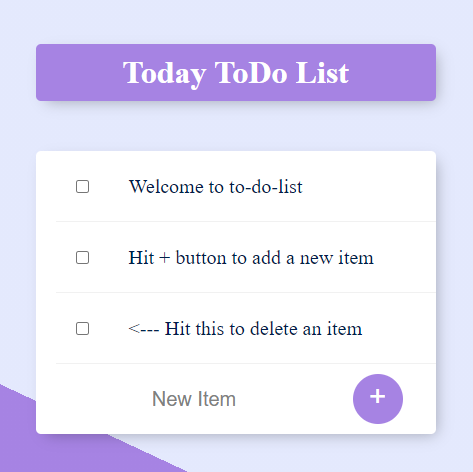 Today ToDo List
Welcome to to-do-list
Hit + button to add a new item
<--- Hit this to delete an item
New Item
+